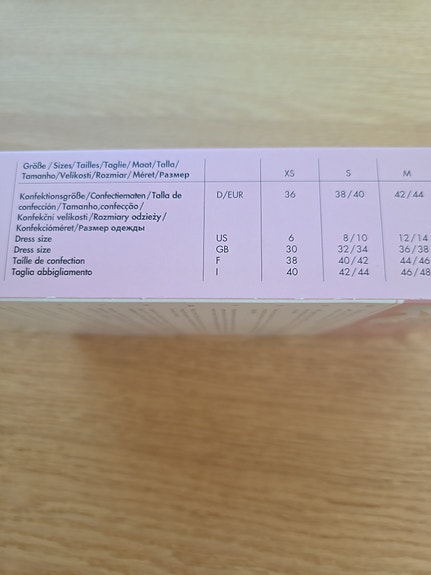 Größe/Sizes/Tailles/Taglie/Maat/Talla/
Tamanho/Velikosti/Rozmiar/Méret/Размер XS S M
Konfektionsgröße/Confectiematen/Talla de D/EUR 36 38/40 42/44
confección/Tamanho,confecção/
Konfekční velikosti/Rozmiary odzieży/
Konfekcióméret/Размер одежды
Dress size US 6 8/10 12/14
Dress size GB 30 32/34 36/38
Taille de confection F 38 40/42 44/46
Taglia abbigliamento I 40 42/44 46/48